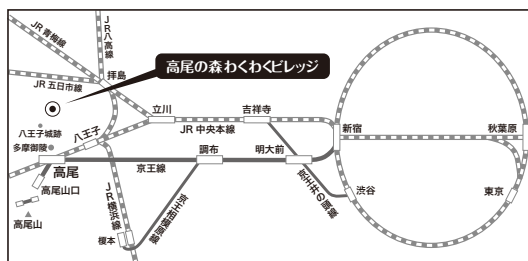 JR青梅線
JR八高線
拝島
高尾の森わくわくビレッジ
JR五日市線
八王子城跡
多摩御陵
八王子
立川
吉祥寺
JR中央本線
新宿
秋葉原
高尾
京王線
調布
明大前
高尾山口
高尾山
JR横浜線
京王相模原線
京王井の頭線
渋谷
東京
榎本